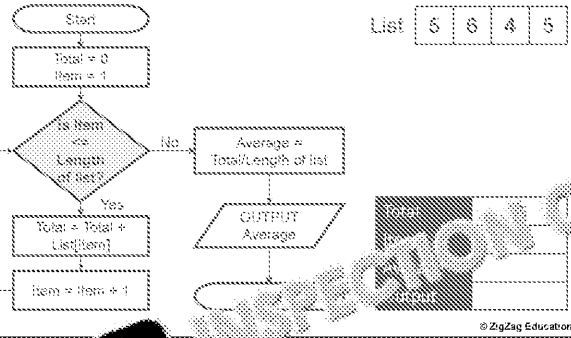 Start
List 5 6 4 5
Total = 0
Item = 1
Is Item
<=
Length
of list?
No
Average =
Total/Length of list
Yes
Total = Total +
List[Item]
OUTPUT
Average
Total
Output
Item = Item + 1
INSPECTION
© ZigZag Education